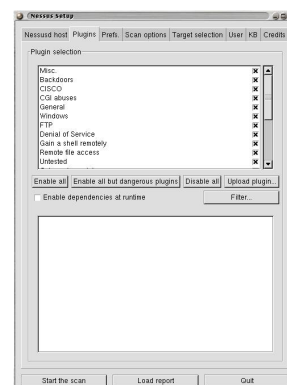 Nessus Setup
Nessusd host Plugins Prefs. Scan options Target selection User KB Credits
Plugin selection
Misc.
Backdoors
CISCO
CGI abuses
General
Windows
FTP
Denial of Service
Gain a shell remotely
Remote file access
Untested
Enable all Enable all but dangerous plugins Disable all Upload plugin...
Enable dependencies at runtime Filter...
Start the scan Load report Quit